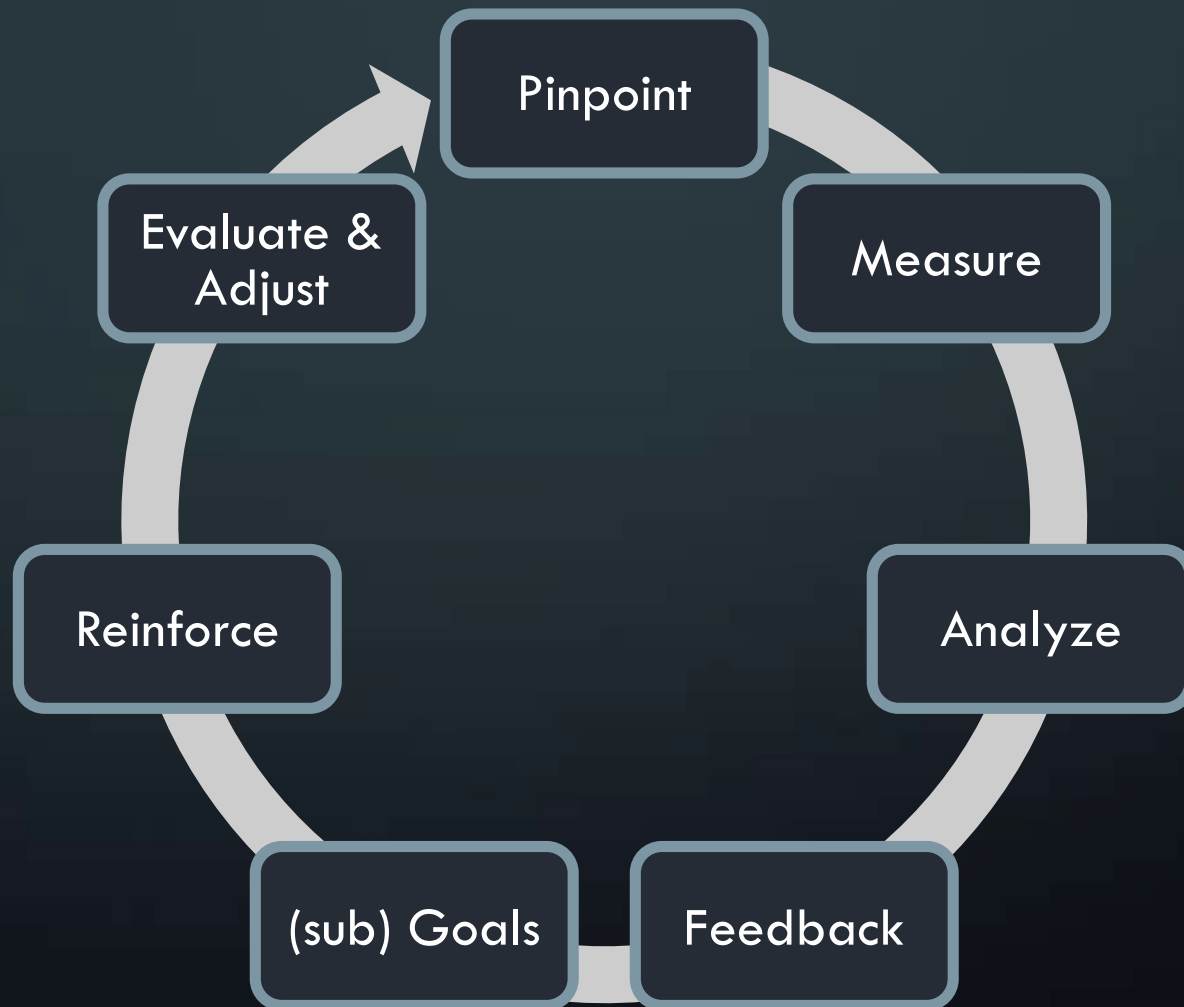 Pinpoint
Measure
Analyze
Feedback
(sub) Goals
Reinforce
Evaluate &
Adjust